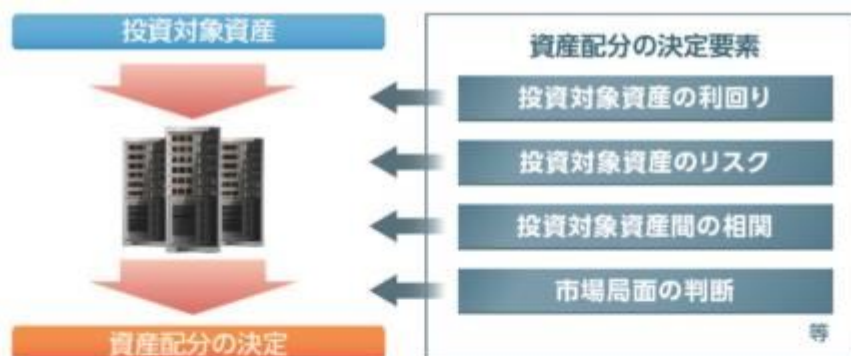 投資対象資産
資産配分の決定
資産配分の決定要素
投資対象資産の利回り
投資対象資産のリスク
投資対象資産間の相関
市場局面の判断
等